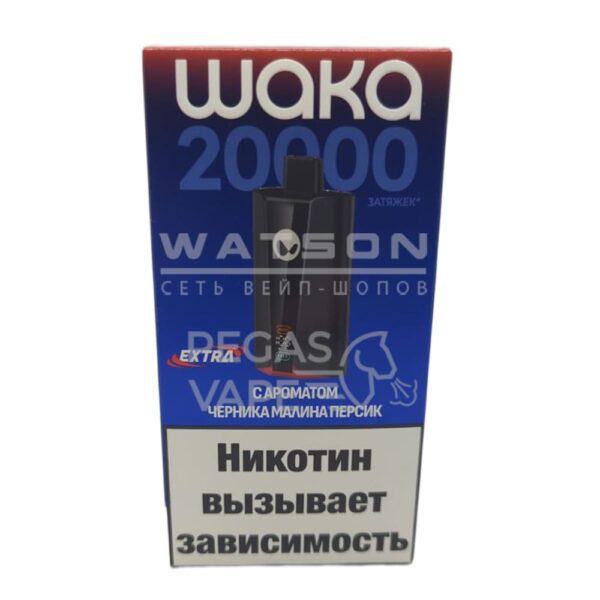 waka
20000
ЗАТЯЖЕК*
WATSON
СЕТЬ ВЕЙП-ШОПОВ
PEGAS
VAPE
EXTRA
С АРОМАТОМ
ЧЕРНИКА МАЛИНА ПЕРСИК
Никотин
вызывает
зависимость